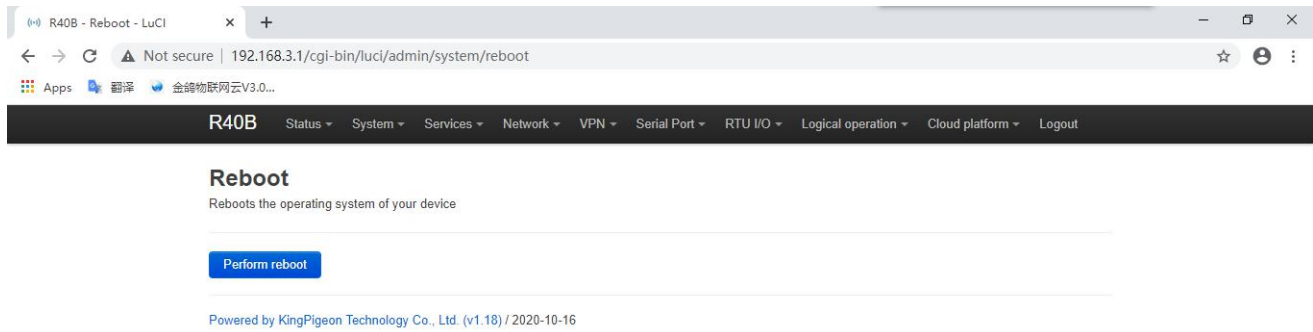 R40B - Reboot - LuCI
Not secure | 192.168.3.1/cgi-bin/luci/admin/system/reboot
Apps 翻译 金鸽物联网云V3.0...
R40B Status System Services Network VPN Serial Port RTU I/O Logical operation Cloud platform Logout
Reboot
Reboots the operating system of your device
Perform reboot
Powered by KingPigeon Technology Co., Ltd. (v1.18) / 2020-10-16